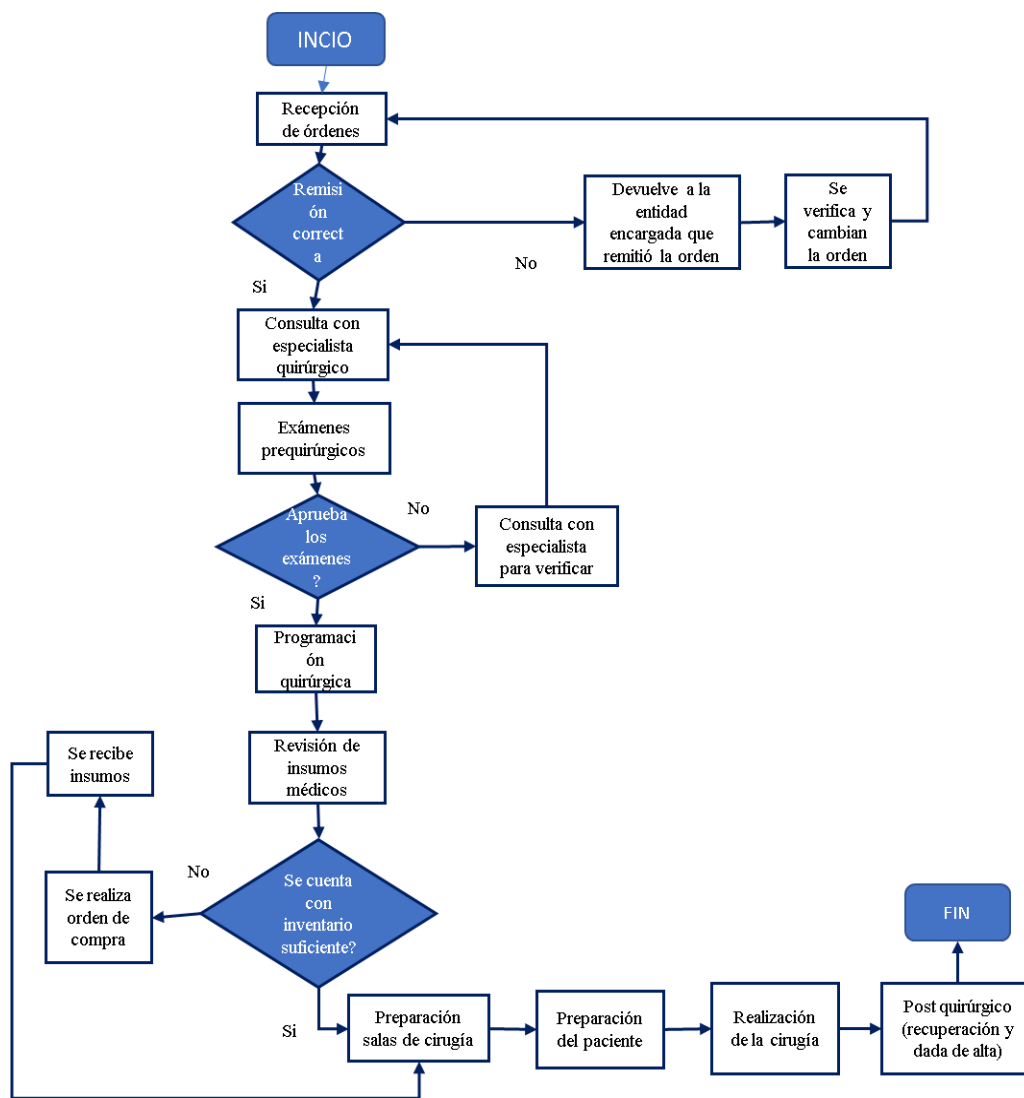 INCIO
Recepción
de órdenes
Remisi
ón
correct
a
No
Devuelve a la
entidad
encargada que
remitió la orden
Se
verifica y
cambian
la orden
Si
Consulta con
especialista
quirúrgico
Exámenes
prequirúrgicos
Aprueba
los
exámenes
?
No
Consulta con
especialista
para verificar
Si
Programaci
ón
quirúrgica
Revisión de
insumos
médicos
Se recibe
insumos
Se realiza
orden de
compra
No
Se cuenta
con
inventario
suficiente?
Si
Preparación
salas de cirugía
Preparación
del paciente
Realización
de la cirugía
Post quirúrgico
(recuperación y
dada de alta)
FIN